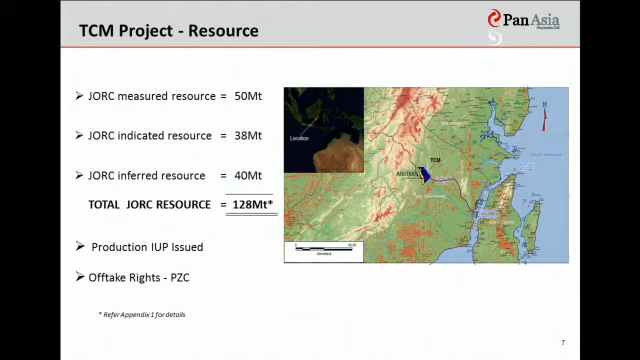 TCM Project - Resource
Pan Asia
JORC measured resource = 50Mt
JORC indicated resource = 38Mt
JORC inferred resource = 40Mt
TOTAL JORC RESOURCE = 128Mt*
Production IUP Issued
Offtake Rights - PZC
* Refer Appendix 1 for details
Location
TCM
ARUTMIN
7